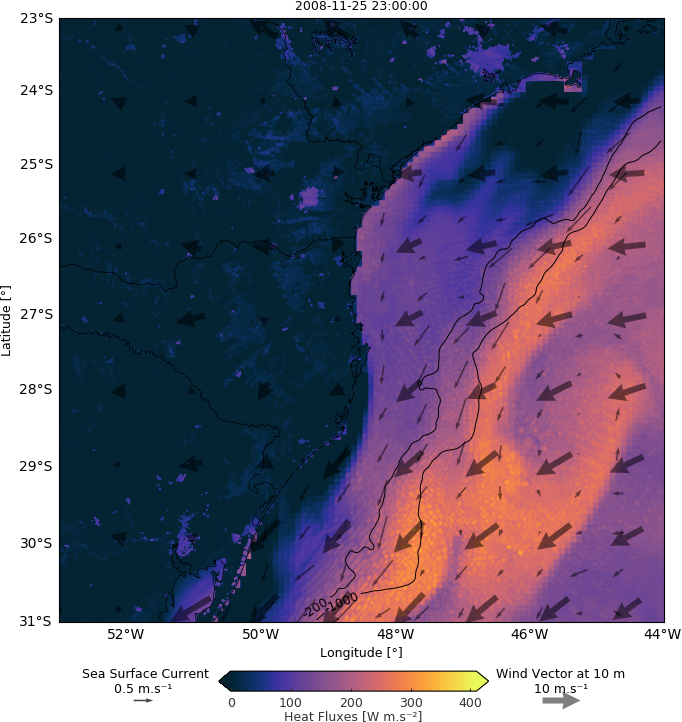 2008-11-25 23:00:00
23°S
24°S
25°S
26°S
27°S
28°S
29°S
30°S
31°S
Latitude [°]
-200
-1000
52°W 50°W 48°W 46°W 44°W
Longitude [°]
Sea Surface Current
0.5 m.s⁻¹
Wind Vector at 10 m
10 m.s⁻¹
0 100 200 300 400
Heat Fluxes [W m.s⁻²]